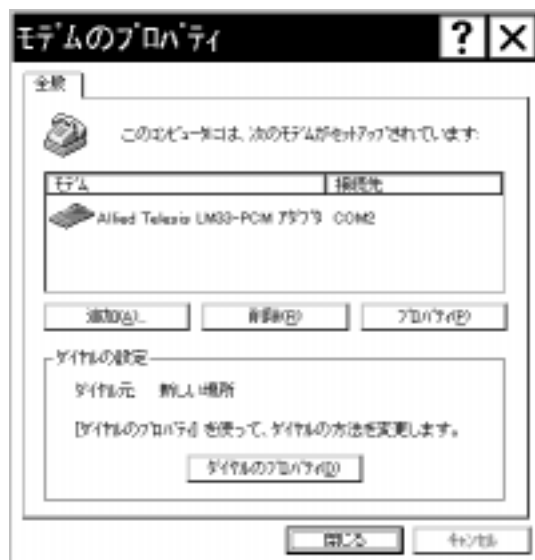 モデムのプロパティ
全般
このコンピュータには、次のモデムがセットアップされています:
モデム 接続先
Allied Telesis LM33-PCM アダプタ COM2
追加(A)... 削除(R) プロパティ(P)
ダイヤルの設定
ダイヤル元 新しい場所
[ダイヤルのプロパティ] を使って、ダイヤルの方法を変更します。
ダイヤルのプロパティ(D)
閉じる キャンセル